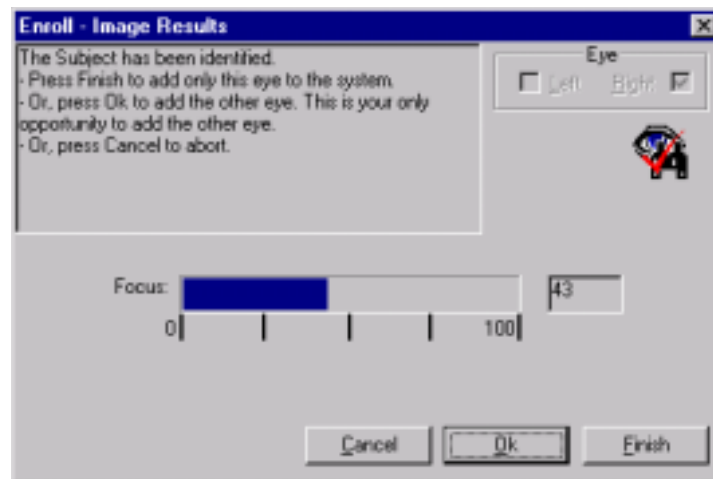 Enroll - Image Results
The Subject has been identified.
- Press Finish to add only this eye to the system.
- Or, press Ok to add the other eye. This is your only
opportunity to add the other eye.
- Or, press Cancel to abort.
Eye
Left Right
Focus: 43
0 100
Cancel Ok Finish